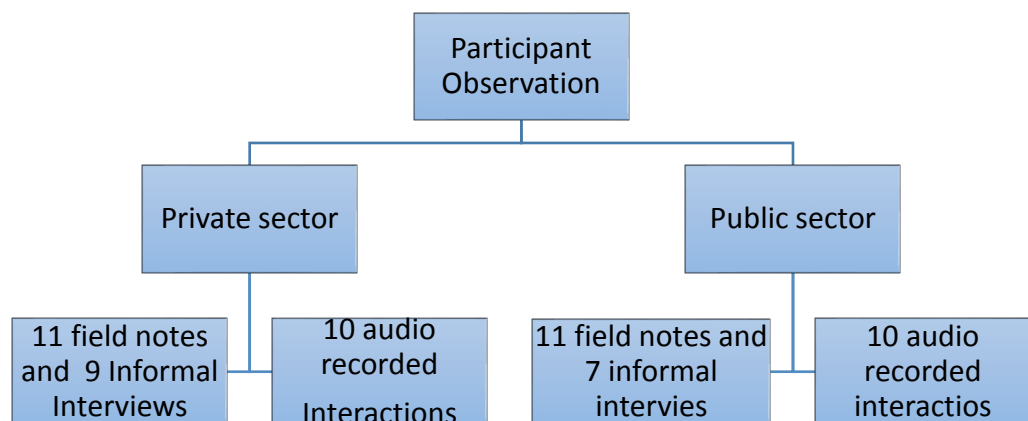 Participant
Observation
Private sector
Public sector
11 field notes
and 9 Informal
Interviews
10 audio
recorded
Interactions
11 field notes and
7 informal
intervies
10 audio
recorded
interactios